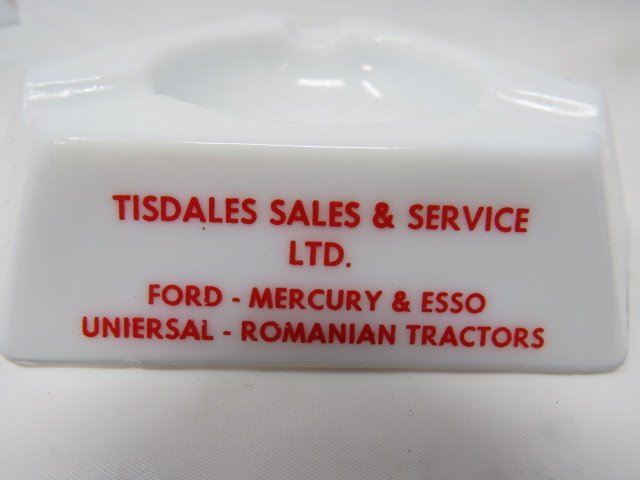 TISDALES SALES & SERVICE
LTD.
FORD - MERCURY & ESSO
UNIERSAL - ROMANIAN TRACTORS